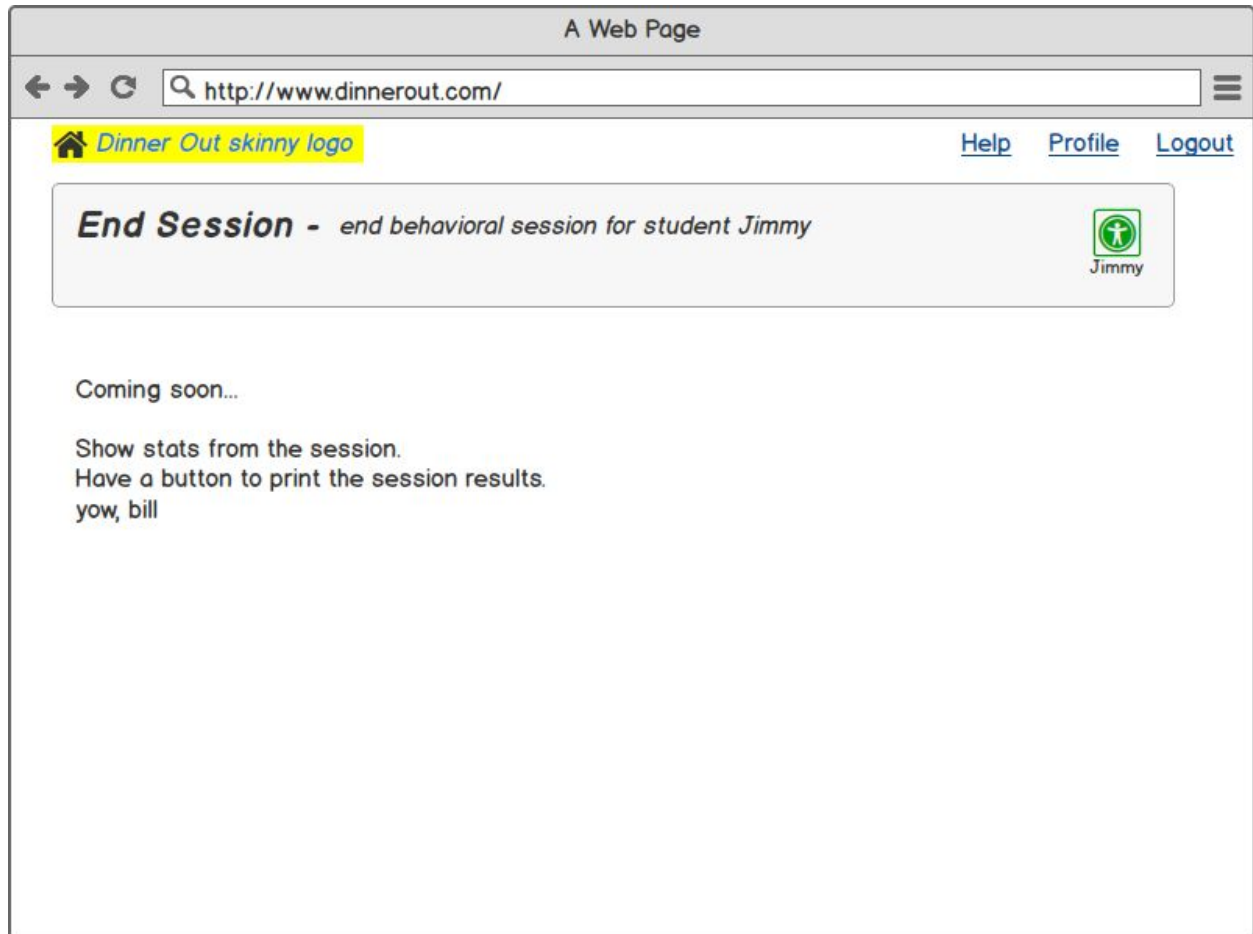 A Web Page
http://www.dinnerout.com/
Dinner Out skinny logo
Help Profile Logout
End Session - end behavioral session for student Jimmy
Jimmy
Coming soon...
Show stats from the session.
Have a button to print the session results.
yow, bill